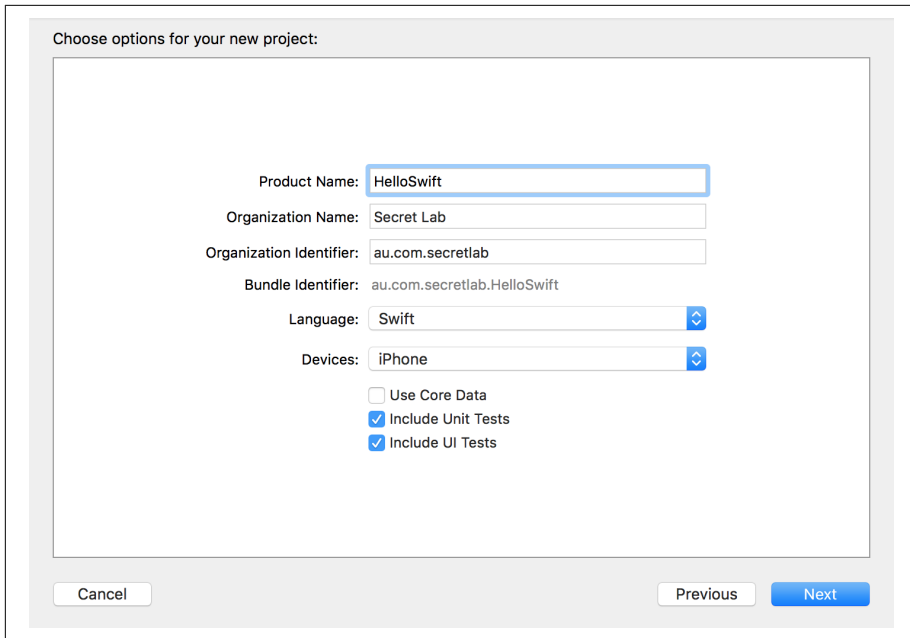 Choose options for your new project:
Product Name: HelloSwift
Organization Name: Secret Lab
Organization Identifier: au.com.secretlab
Bundle Identifier: au.com.secretlab.HelloSwift
Language: Swift
Devices: iPhone
Use Core Data
Include Unit Tests
Include UI Tests
Cancel Previous Next